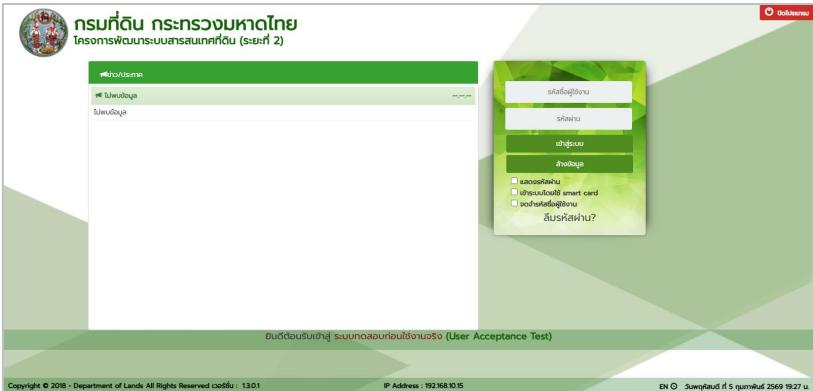 กรมที่ดิน กระทรวงมหาดไทย
โครงการพัฒนาระบบสารสนเทศที่ดิน (ระยะที่ 2)
ปิดโปรแกรม
ข่าว/ประกาศ
ไม่พบข้อมูล --.--.--
ไม่พบข้อมูล
รหัสชื่อผู้ใช้งาน
รหัสผ่าน
เข้าสู่ระบบ
ล้างข้อมูล
แสดงรหัสผ่าน
เข้าระบบโดยใช้ smart card
จดจำรหัสชื่อผู้ใช้งาน
ลืมรหัสผ่าน?
ยินดีต้อนรับเข้าสู่ ระบบทดสอบก่อนใช้งานจริง (User Acceptance Test)
Copyright © 2018 - Department of Lands All Rights Reserved เวอร์ชั่น : 1.3.0.1 IP Address : 192.168.10.15 EN วันพฤหัสบดี ที่ 5 กุมภาพันธ์ 2569 19:27 น.